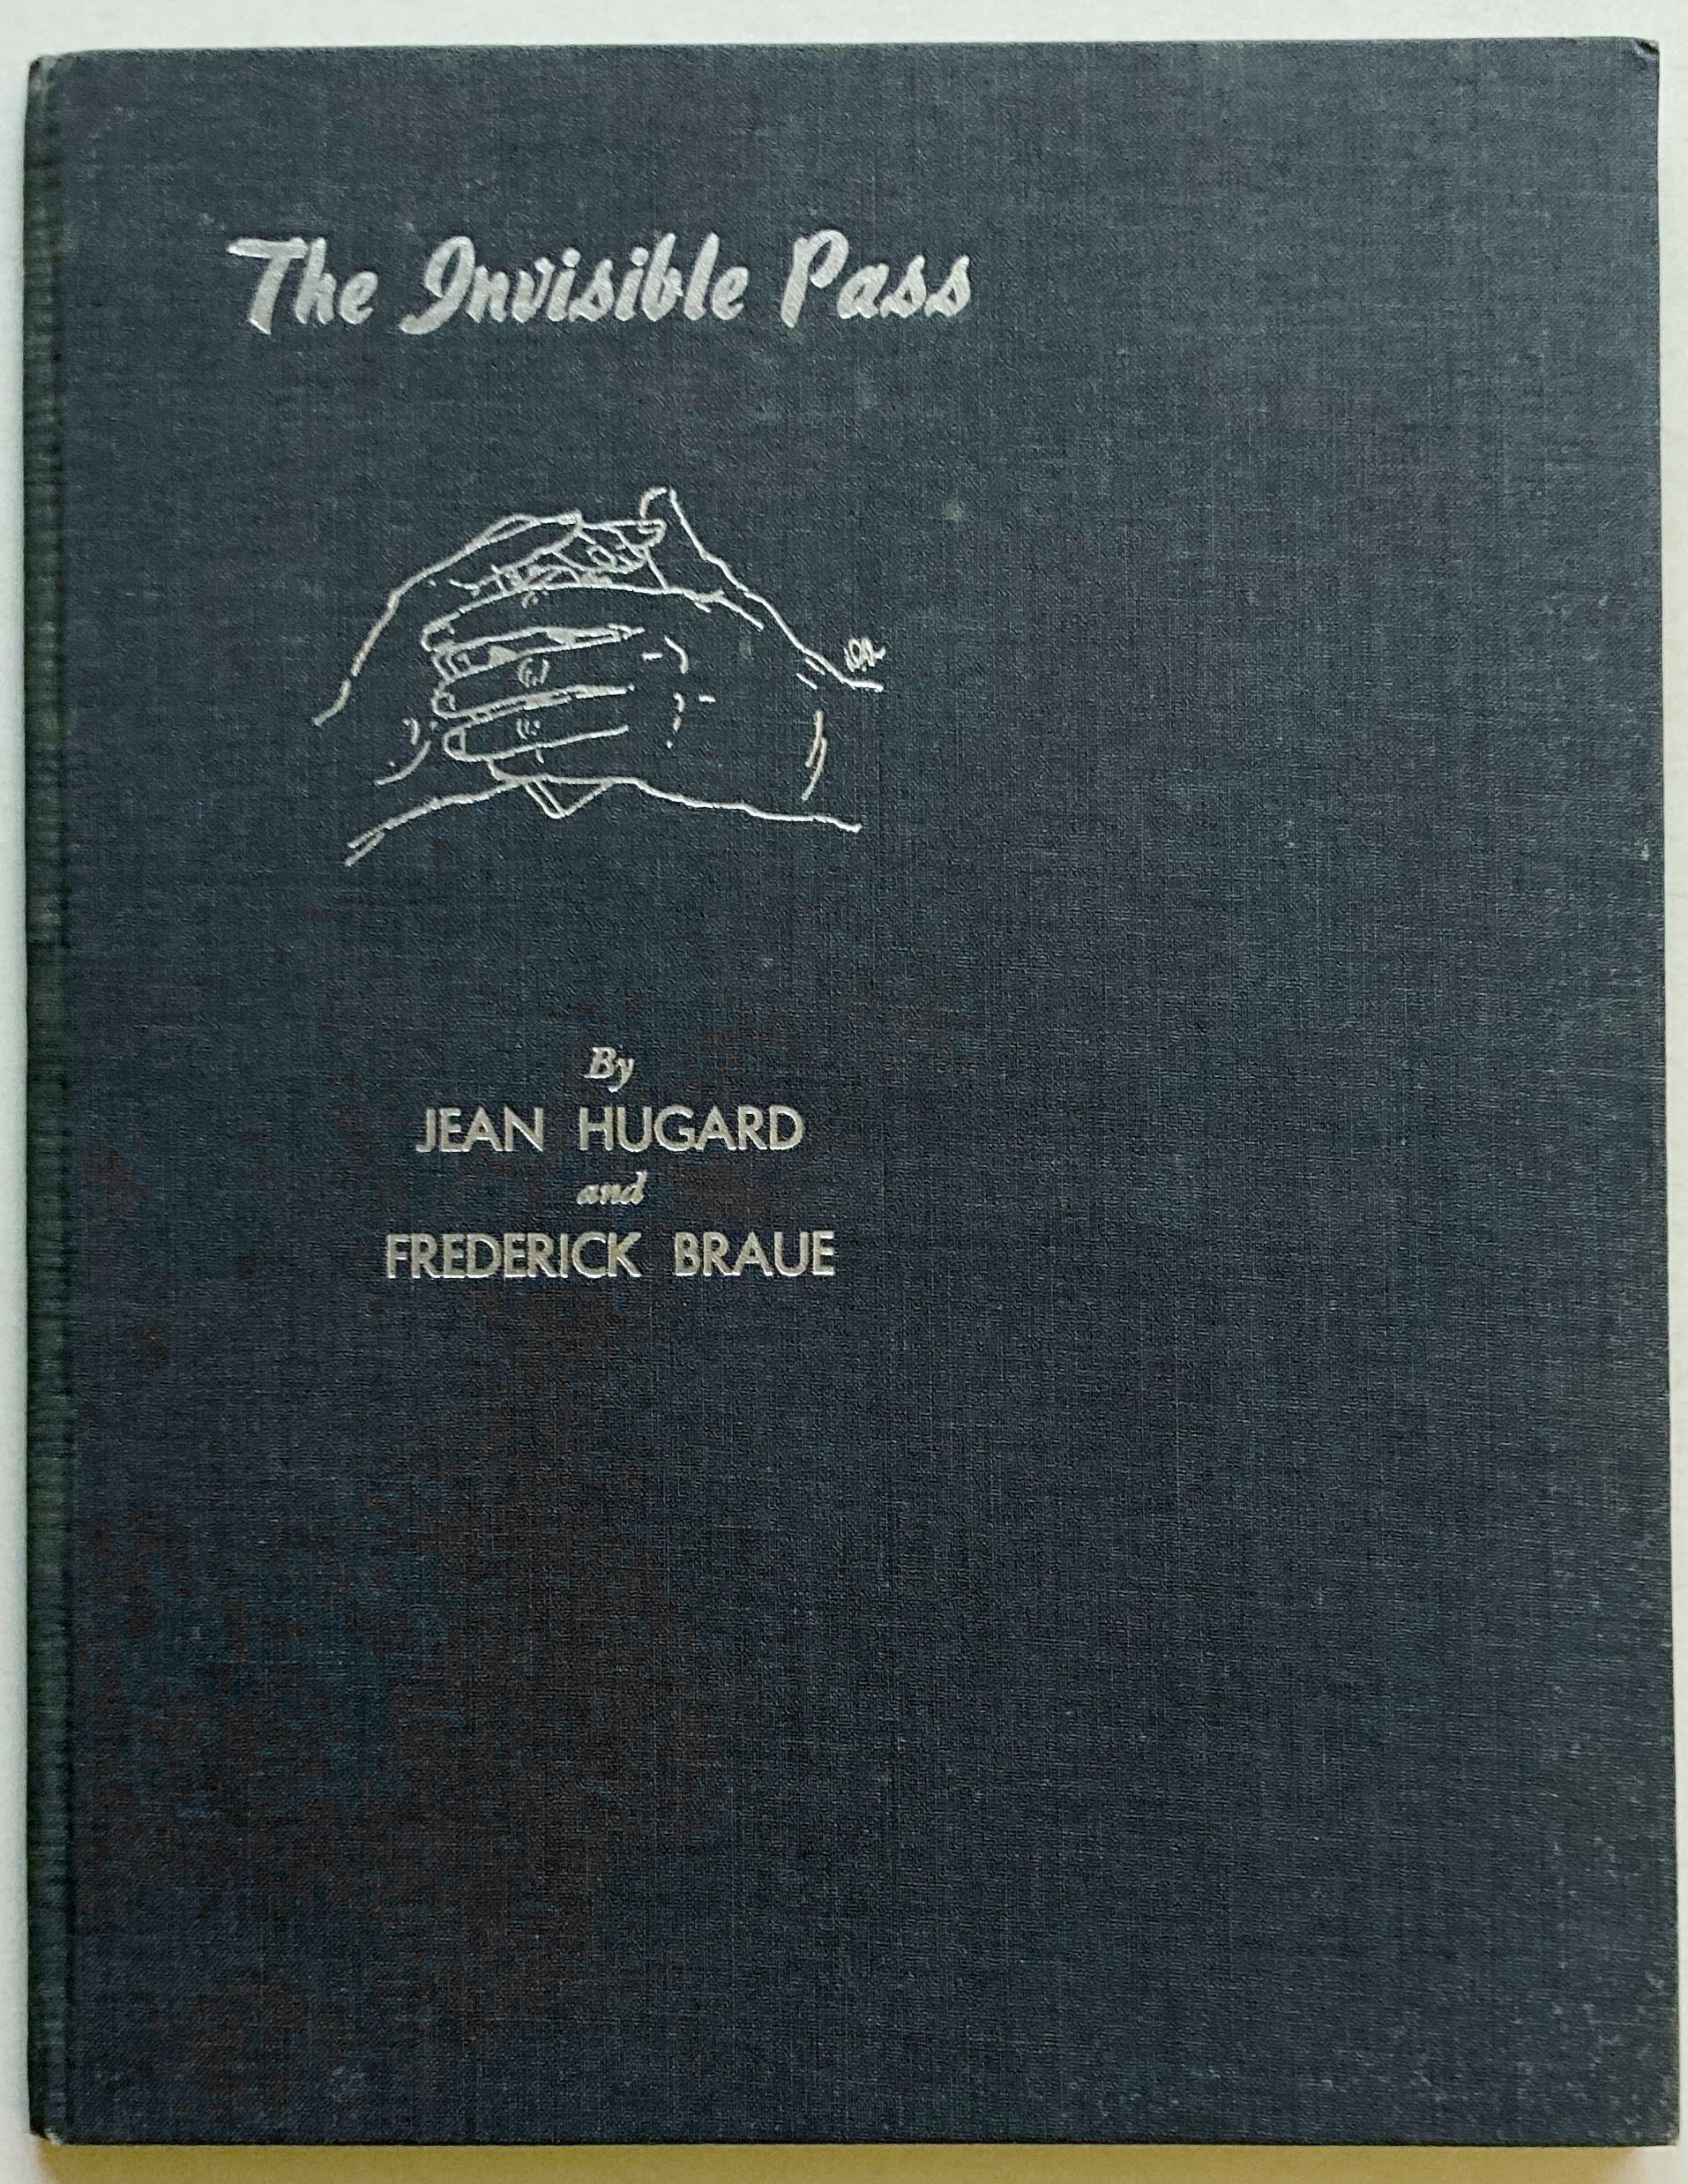 The Invisible Pass
By
JEAN HUGARD
and
FREDERICK BRAUE